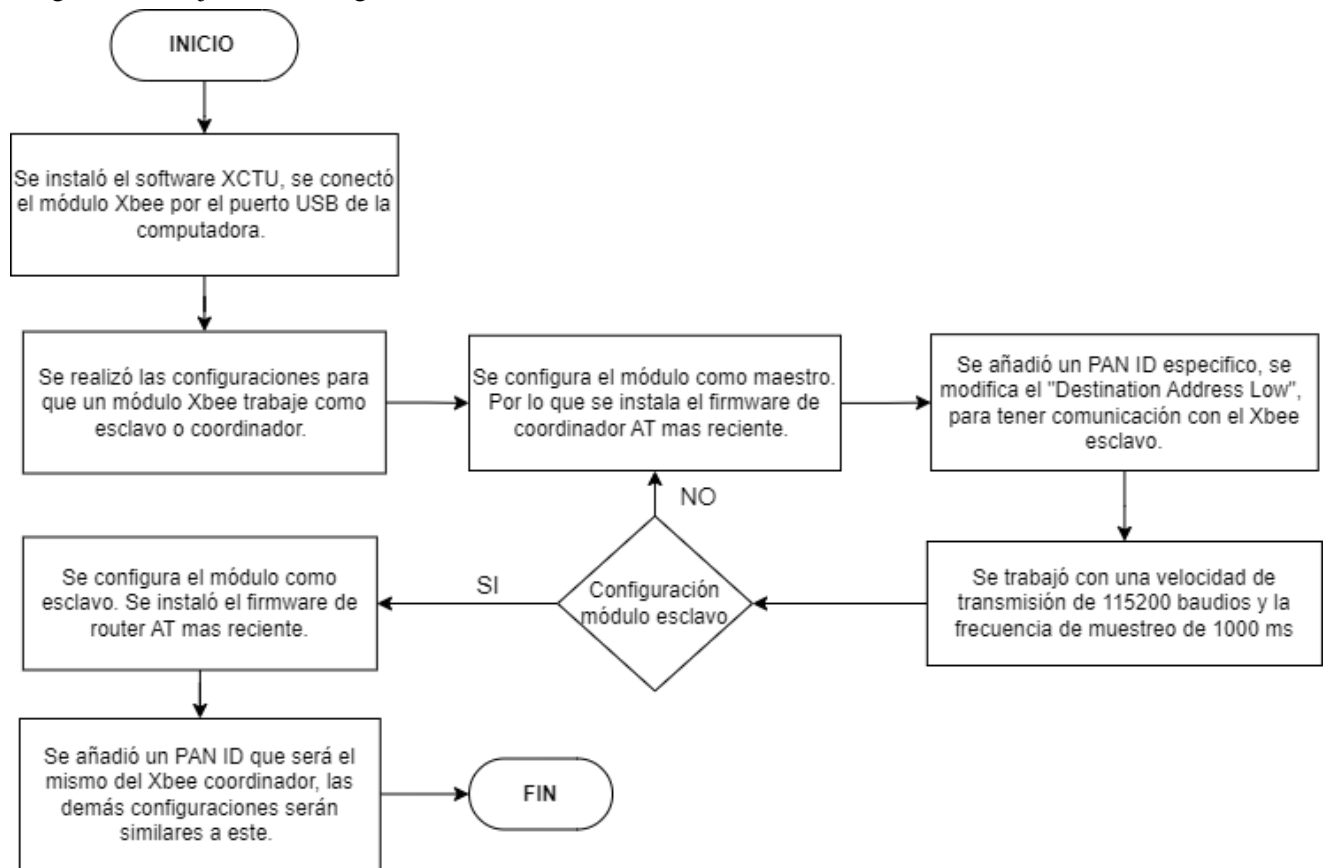 INICIO
Se instaló el software XCTU, se conectó
el módulo Xbee por el puerto USB de la
computadora.
Se realizó las configuraciones para
que un módulo Xbee trabaje como
esclavo o coordinador.
Se configura el módulo como maestro.
Por lo que se instala el firmware de
coordinador AT mas reciente.
Se añadió un PAN ID especifico, se
modifica el "Destination Address Low",
para tener comunicación con el Xbee
esclavo.
Se trabajó con una velocidad de
transmisión de 115200 baudios y la
frecuencia de muestreo de 1000 ms
Configuración
módulo esclavo
NO
SI
Se configura el módulo como
esclavo. Se instaló el firmware de
router AT mas reciente.
Se añadió un PAN ID que será el
mismo del Xbee coordinador, las
demás configuraciones serán
similares a este.
FIN